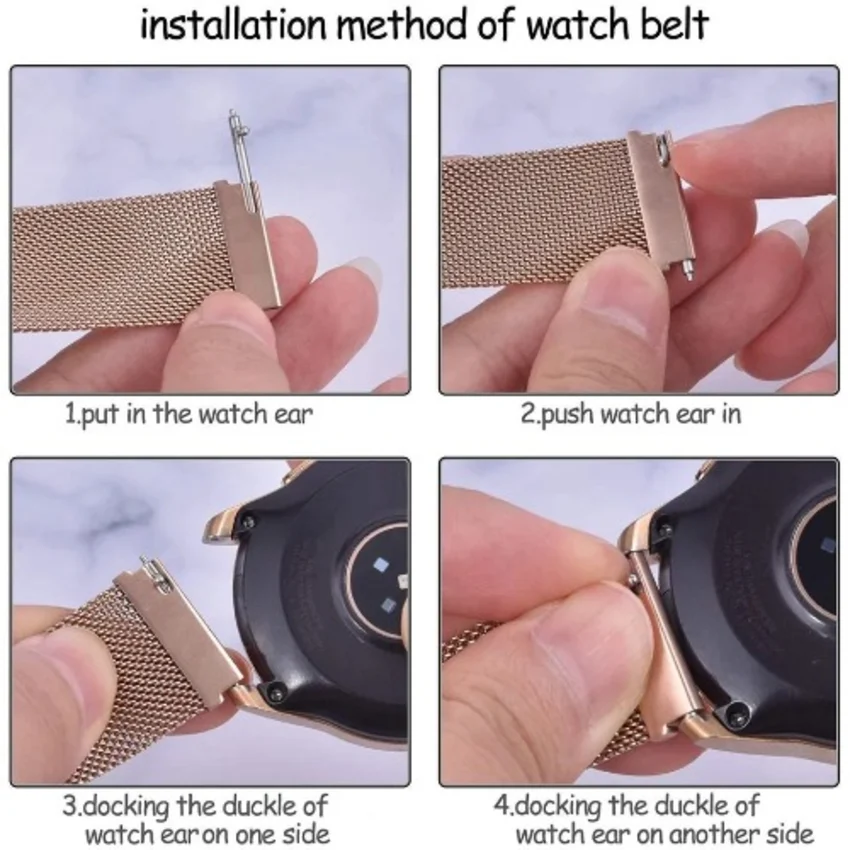 installation method of watch belt
1.put in the watch ear
2.push watch ear in
3.docking the duckle of
watch ear on one side
4.docking the duckle of
watch ear on another side